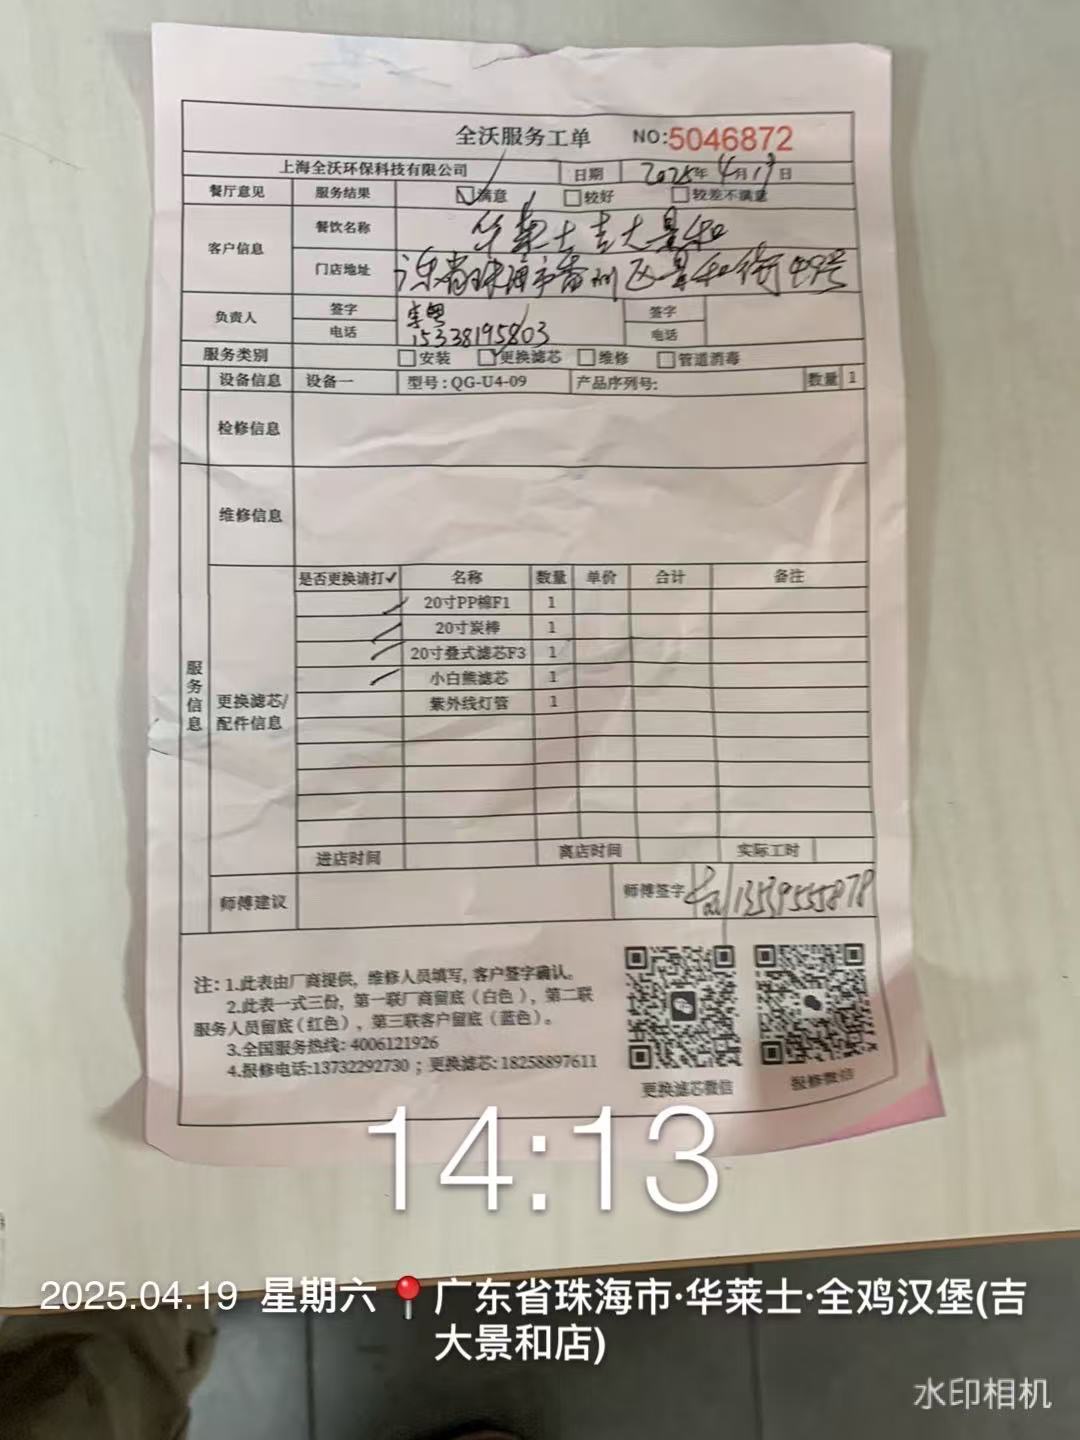 全沃服务工单 NO:5046872
上海全沃环保科技有限公司 日期 2025年4月19日
餐厅意见 服务结果 ☑满意 □较好 □较差不满意
客户信息 餐饮名称 华莱士吉大景和
门店地址 广东省珠海市香洲区景和街49号
负责人 签字 签字
电话 15338195803 电话
服务类别 □安装 ☑更换滤芯 □维修 □管道消毒
设备信息 设备一 型号:QG-U4-09 产品序列号: 数量 1
检修信息
维修信息
服务信息
更换滤芯/配件信息
是否更换请打✓ 名称 数量 单价 合计 备注
✓ 20寸PP棉F1 1
✓ 20寸炭棒 1
✓ 20寸叠式滤芯F3 1
✓ 小白熊滤芯 1
紫外线灯管 1
进店时间 离店时间 实际工时
师傅建议 师傅签字 13539555878
注: 1.此表由厂商提供, 维修人员填写, 客户签字确认。
2.此表一式三份, 第一联厂商留底(白色), 第二联
服务人员留底(红色), 第三联客户留底(蓝色)。
3.全国服务热线: 4006121926
4.报修电话:13732292730 ; 更换滤芯: 18258897611
更换滤芯微信 报修微信
14:13
2025.04.19 星期六 广东省珠海市·华莱士·全鸡汉堡(吉
大景和店)
水印相机